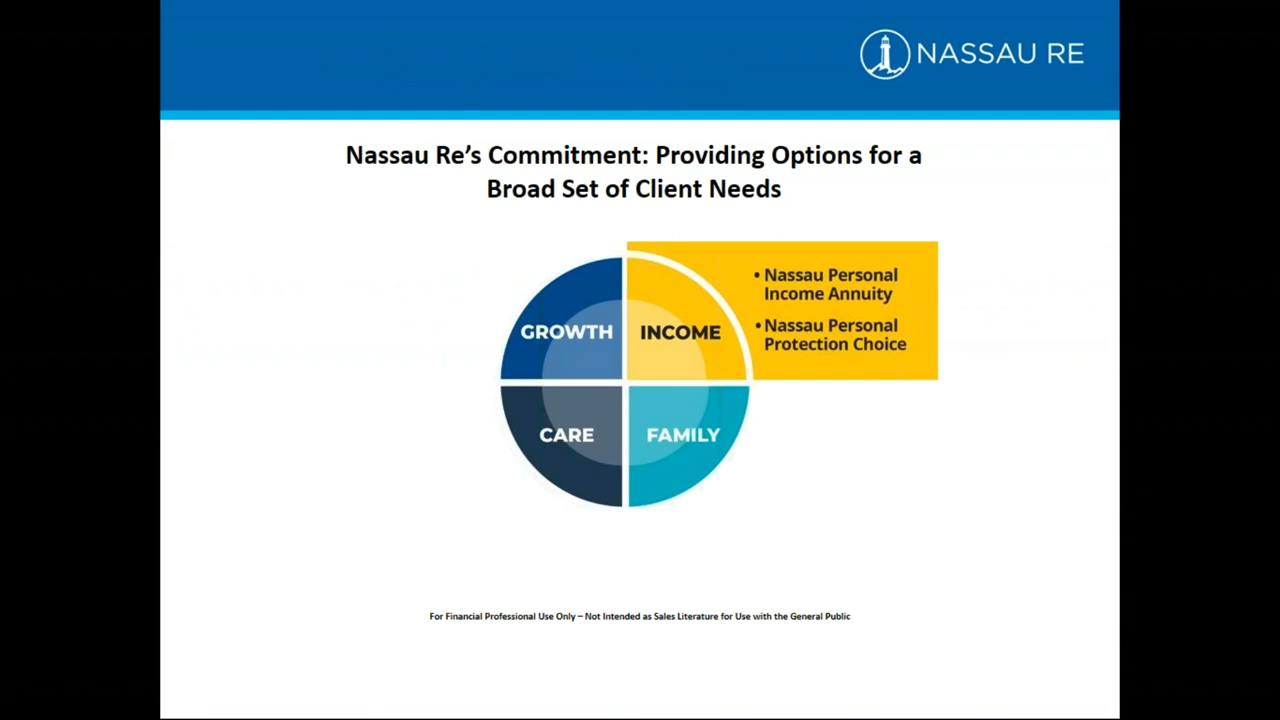 NASSAU RE
Nassau Re’s Commitment: Providing Options for a
Broad Set of Client Needs
GROWTH
INCOME
• Nassau Personal
Income Annuity
• Nassau Personal
Protection Choice
CARE
FAMILY
For Financial Professional Use Only – Not Intended as Sales Literature for Use with the General Public